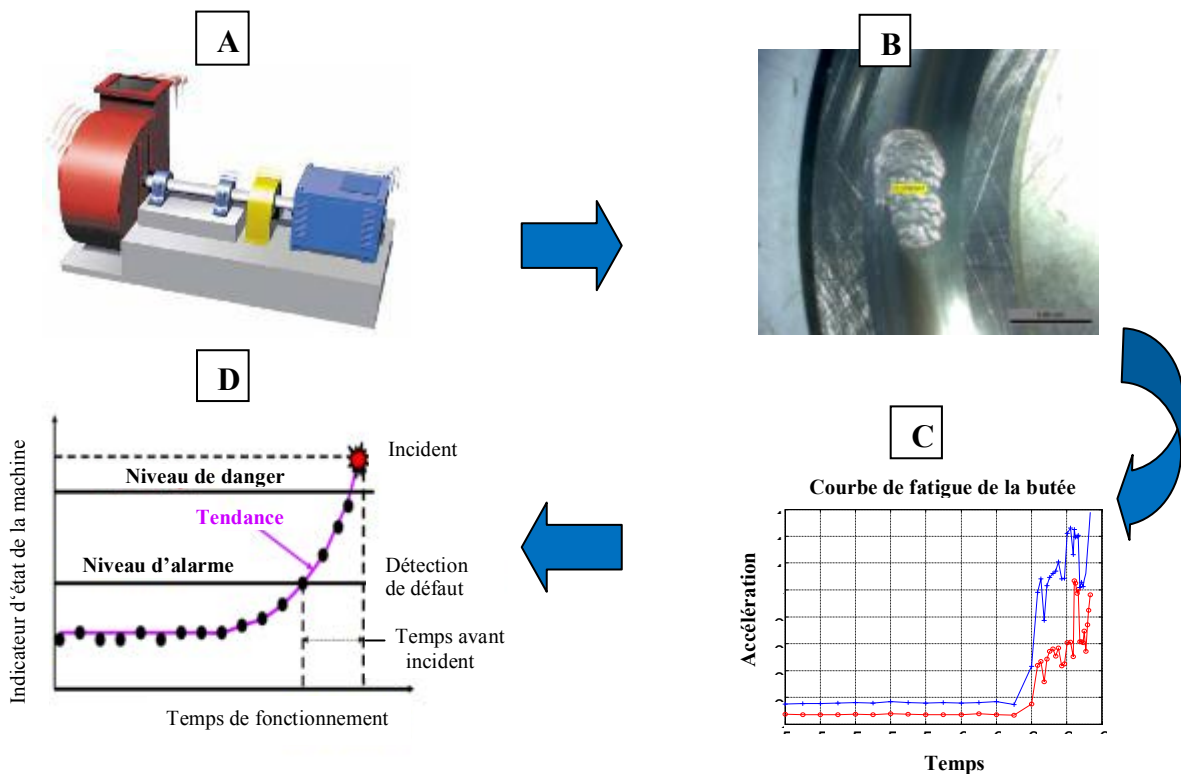 A
B
D
Indicateur d'état de la machine
Incident
Niveau de danger
Tendance
Niveau d'alarme
Détection
de défaut
Temps avant
incident
Temps de fonctionnement
C
Courbe de fatigue de la butée
Accélération
Temps